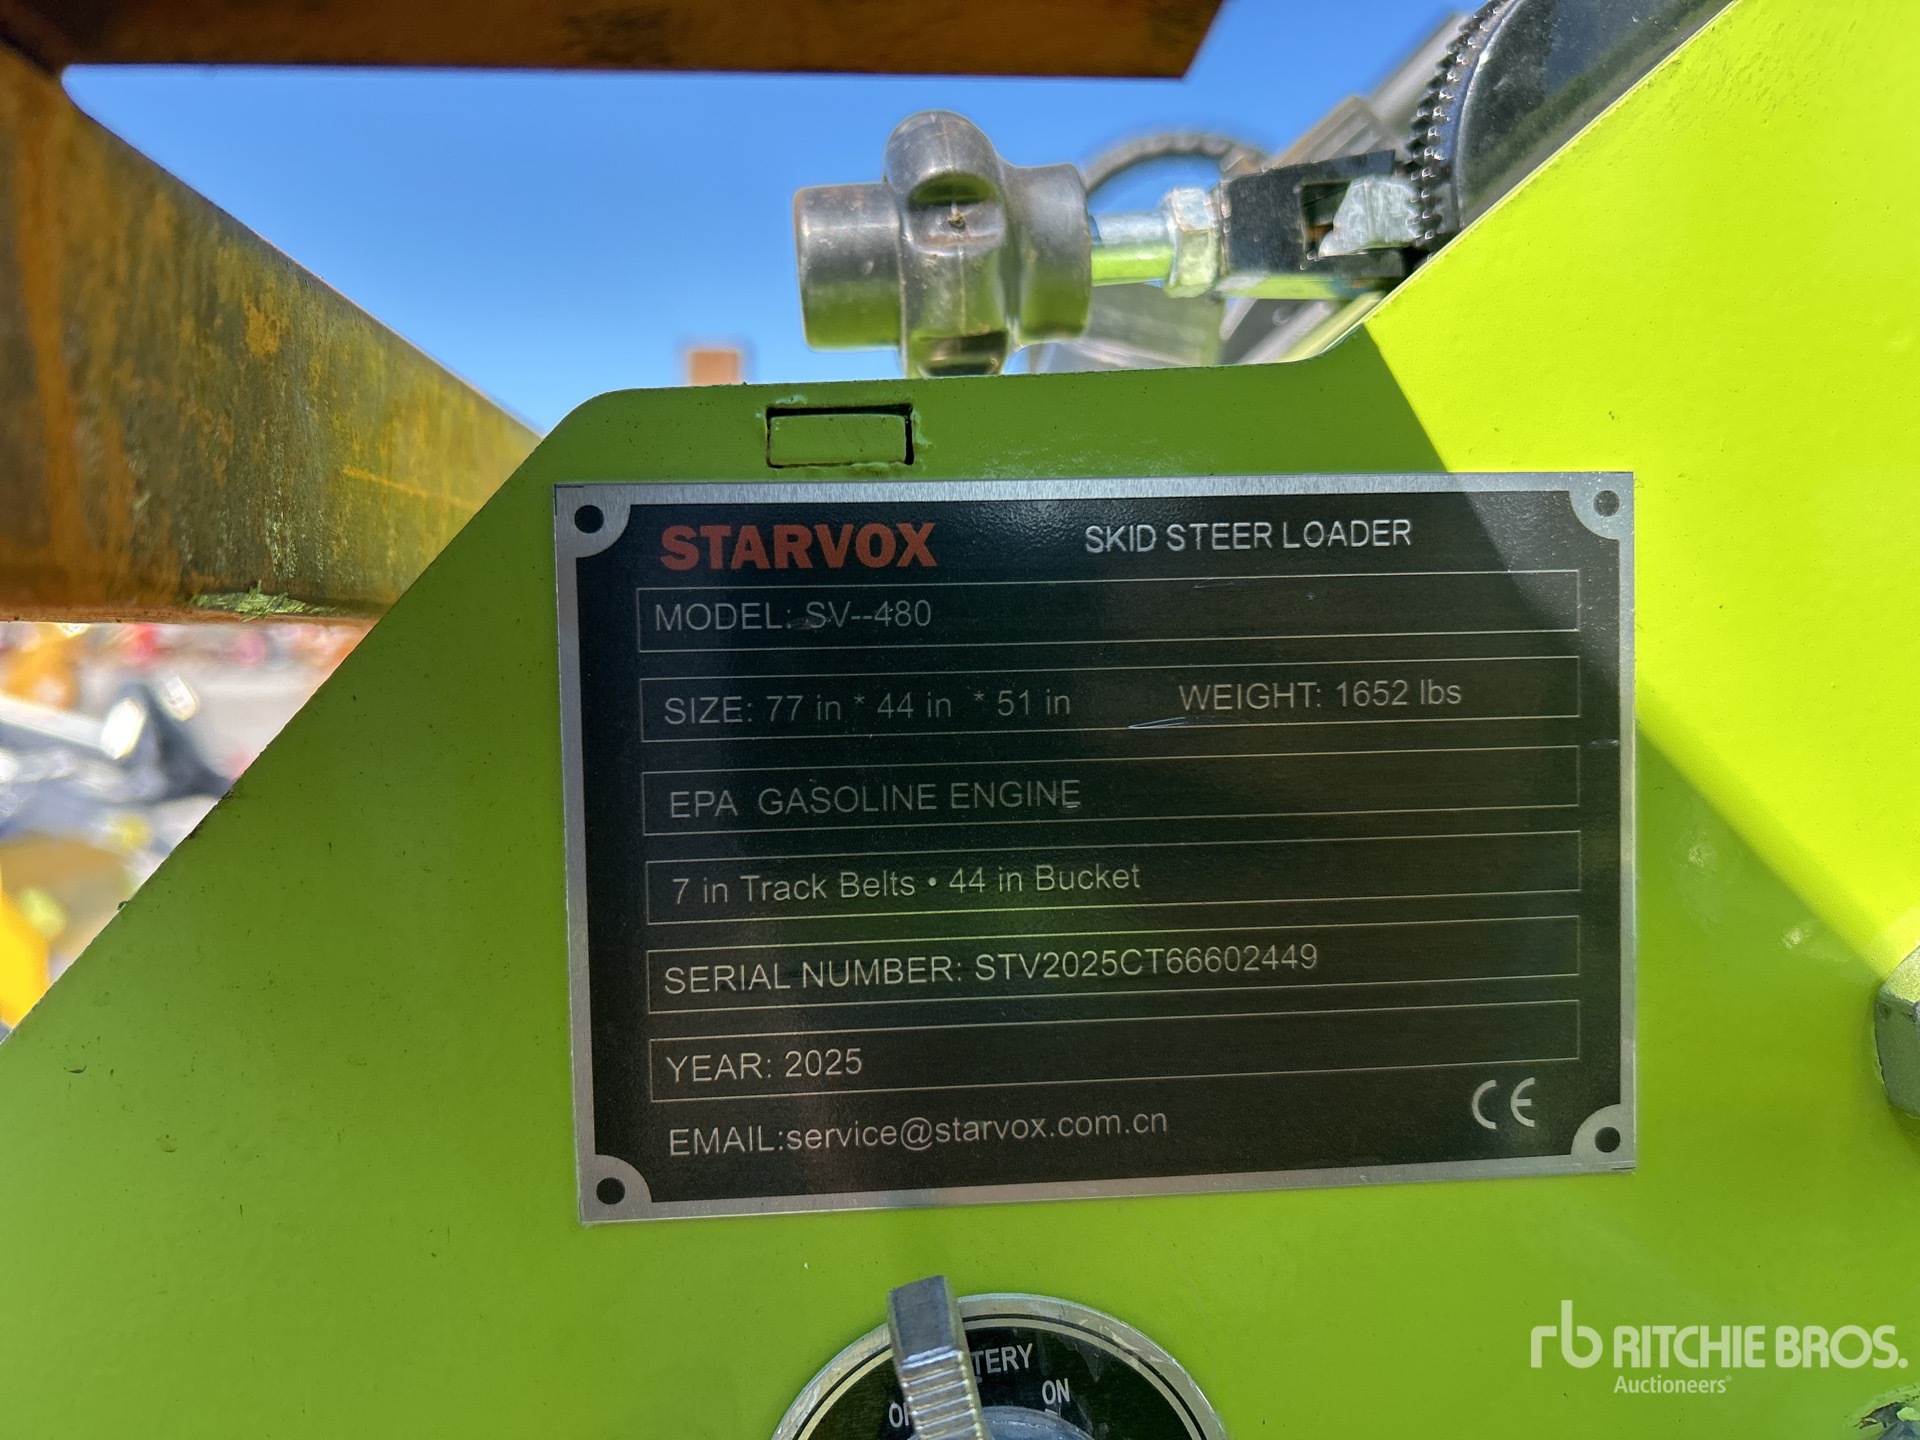 STARVOX SKID STEER LOADER
MODEL: SV--480
SIZE: 77 in * 44 in * 51 in WEIGHT: 1652 lbs
EPA GASOLINE ENGINE
7 in Track Belts • 44 in Bucket
SERIAL NUMBER: STV2025CT66602449
YEAR: 2025
EMAIL:service@starvox.com.cn
CE
ON
rb RITCHIE BROS.
Auctioneers